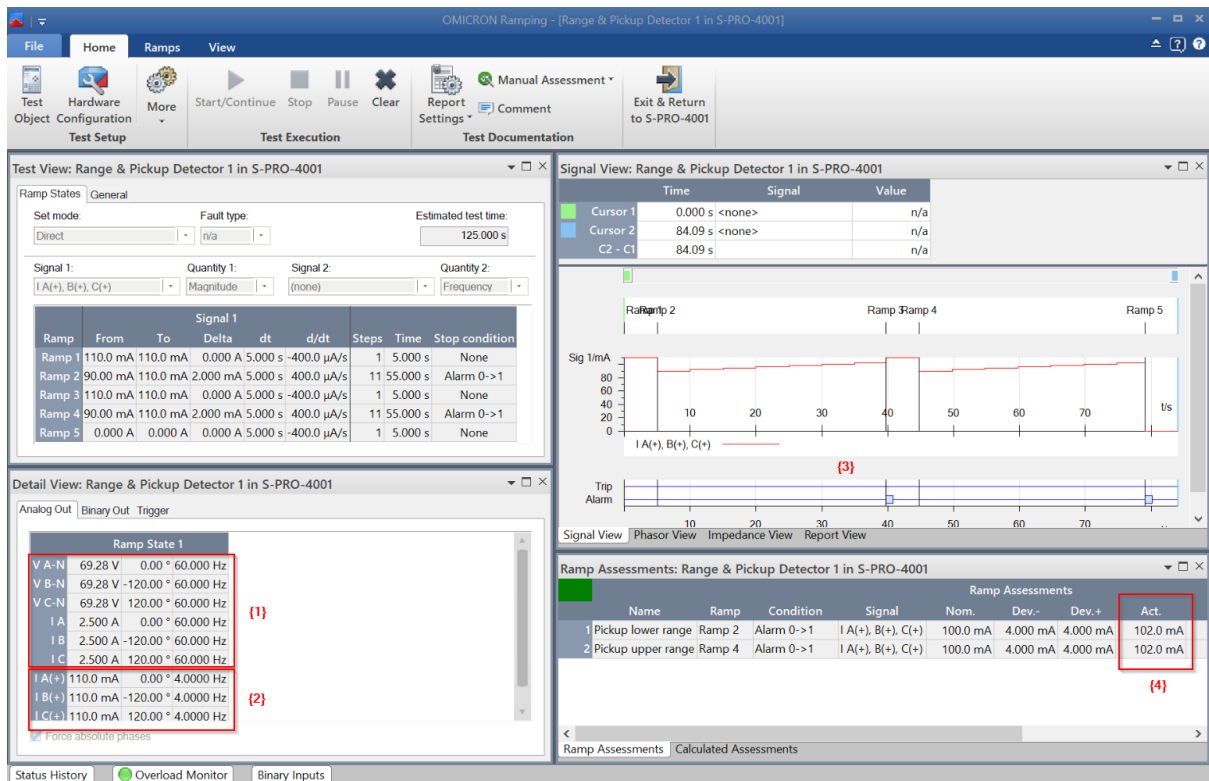 OMICRON Ramping - [Range & Pickup Detector 1 in S-PRO-4001]
File Home Ramps View
Test Object
Hardware Configuration
More
Test Setup
Start/Continue Stop Pause Clear
Test Execution
Report Settings
Manual Assessment
Comment
Test Documentation
Exit & Return to S-PRO-4001
Test View: Range & Pickup Detector 1 in S-PRO-4001
Ramp States General
Set mode: Fault type: Estimated test time:
Direct n/a 125.000 s
Signal 1: Quantity 1: Signal 2: Quantity 2:
I A(+), B(+), C(+) Magnitude (none) Frequency
Signal 1
Ramp From To Delta dt d/dt Steps Time Stop condition
Ramp 1 110.0 mA 110.0 mA 0.000 A 5.000 s -400.0 µA/s 1 5.000 s None
Ramp 2 90.00 mA 110.0 mA 2.000 mA 5.000 s 400.0 µA/s 11 55.000 s Alarm 0->1
Ramp 3 110.0 mA 110.0 mA 0.000 A 5.000 s -400.0 µA/s 1 5.000 s None
Ramp 4 90.00 mA 110.0 mA 2.000 mA 5.000 s 400.0 µA/s 11 55.000 s Alarm 0->1
Ramp 5 0.000 A 0.000 A 0.000 A 5.000 s -400.0 µA/s 1 5.000 s None
Detail View: Range & Pickup Detector 1 in S-PRO-4001
Analog Out Binary Out Trigger
Ramp State 1
V A-N 69.28 V 0.00 ° 60.000 Hz
V B-N 69.28 V -120.00 ° 60.000 Hz
V C-N 69.28 V 120.00 ° 60.000 Hz
I A 2.500 A 0.00 ° 60.000 Hz
I B 2.500 A -120.00 ° 60.000 Hz
I C 2.500 A 120.00 ° 60.000 Hz
{1}
I A(+) 110.0 mA 0.00 ° 4.0000 Hz
I B(+) 110.0 mA -120.00 ° 4.0000 Hz
I C(+) 110.0 mA 120.00 ° 4.0000 Hz
{2}
Force absolute phases
Signal View: Range & Pickup Detector 1 in S-PRO-4001
Time Signal Value
Cursor 1 0.000 s <none> n/a
Cursor 2 84.09 s <none> n/a
C2 - C1 84.09 s n/a
Ramp 1 Ramp 2 Ramp 3 Ramp 4 Ramp 5
Sig 1/mA
80
60
40
20
0
10 20 30 40 50 60 70 t/s
I A(+), B(+), C(+)
{3}
Trip
Alarm
10 20 30 40 50 60 70
Signal View Phasor View Impedance View Report View
Ramp Assessments: Range & Pickup Detector 1 in S-PRO-4001
Ramp Assessments
Name Ramp Condition Signal Nom. Dev.- Dev.+ Act.
1 Pickup lower range Ramp 2 Alarm 0->1 I A(+), B(+), C(+) 100.0 mA 4.000 mA 4.000 mA 102.0 mA
2 Pickup upper range Ramp 4 Alarm 0->1 I A(+), B(+), C(+) 100.0 mA 4.000 mA 4.000 mA 102.0 mA
{4}
Ramp Assessments Calculated Assessments
Status History Overload Monitor Binary Inputs